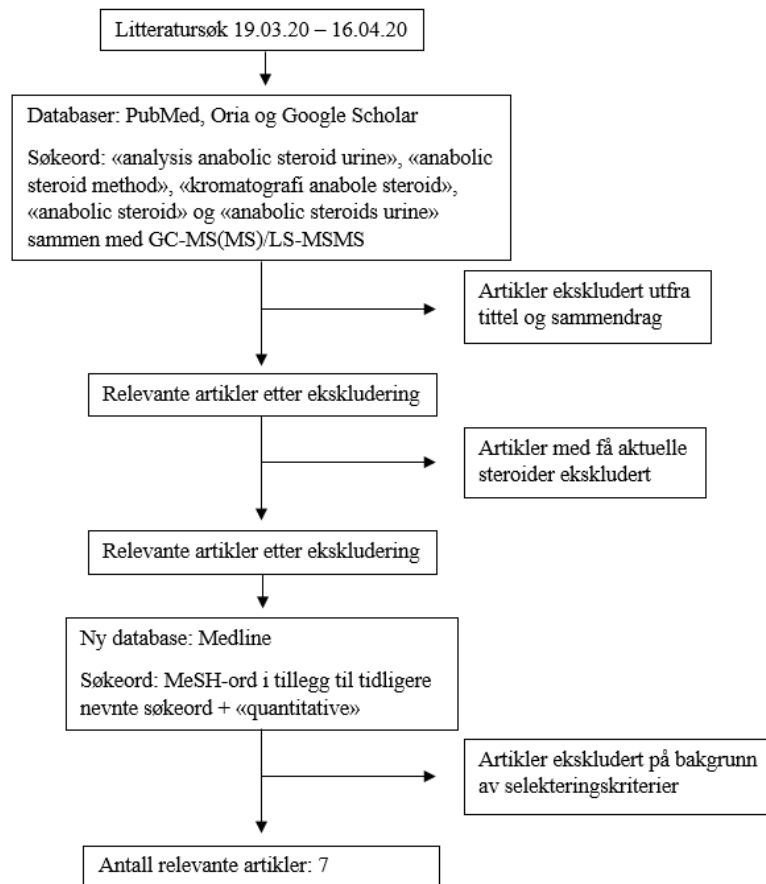 Litteratursøk 19.03.20 – 16.04.20
Databaser: PubMed, Oria og Google Scholar
Søkeord: «analysis anabolic steroid urine», «anabolic
steroid method», «kromatografi anabole steroid»,
«anabolic steroid» og «anabolic steroids urine»
sammen med GC-MS(MS)/LS-MSMS
Artikler ekskludert utfra
tittel og sammendrag
Relevante artikler etter ekskludering
Artikler med få aktuelle
steroider ekskludert
Relevante artikler etter ekskludering
Ny database: Medline
Søkeord: MeSH-ord i tillegg til tidligere
nevnte søkeord + «quantitative»
Artikler ekskludert på bakgrunn
av selekteringskriterier
Antall relevante artikler: 7